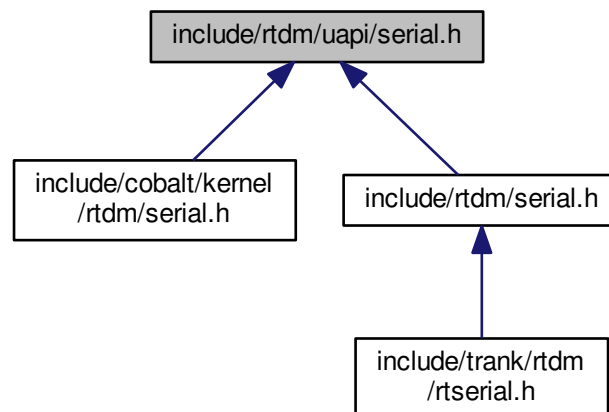 include/rtdm/uapi/serial.h
include/cobalt/kernel
/rtdm/serial.h
include/rtdm/serial.h
include/trank/rtdm
/rtserial.h